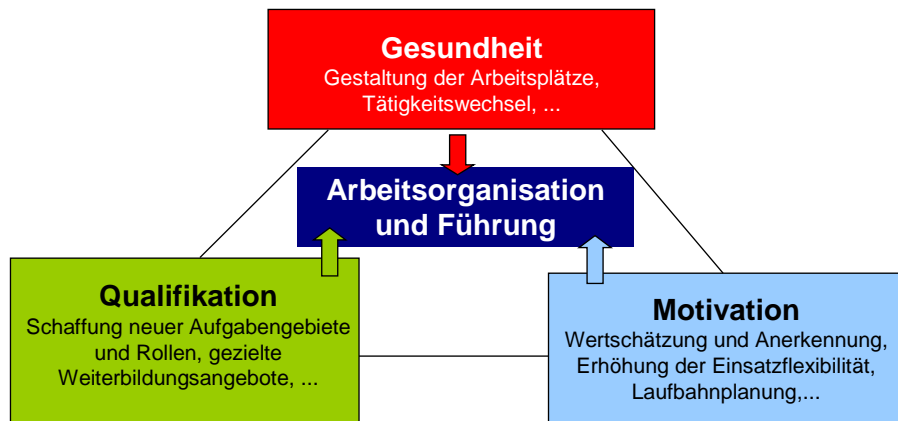 Gesundheit
Gestaltung der Arbeitsplätze,
Tätigkeitswechsel, ...
Arbeitsorganisation
und Führung
Qualifikation
Schaffung neuer Aufgabengebiete
und Rollen, gezielte
Weiterbildungsangebote, ...
Motivation
Wertschätzung und Anerkennung,
Erhöhung der Einsatzflexibilität,
Laufbahnplanung,...